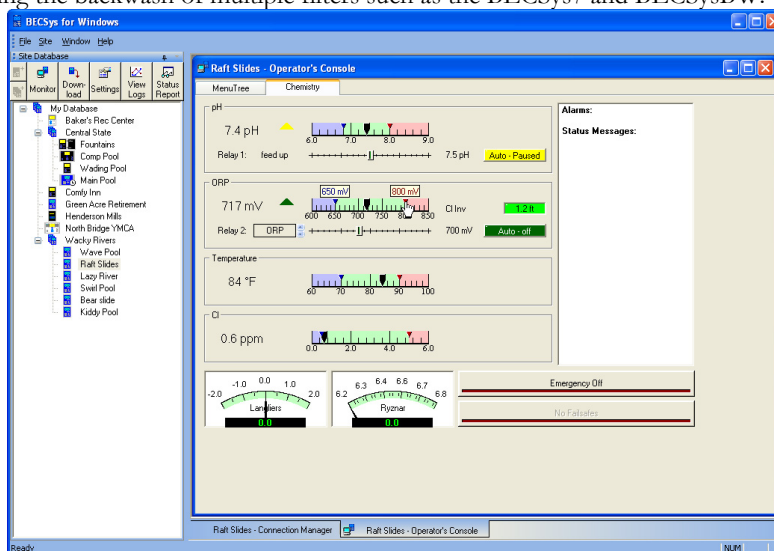 ing the backwash of multiple filters such as the BECSys7 and BECSysBW.
BECSys for Windows
File Site Window Help
Site Database
Monitor Down-load Settings View Logs Status Report
My Database
Baker's Rec Center
Central State
Fountains
Comp Pool
Wading Pool
Main Pool
Comfy Inn
Green Acre Retirement
Henderson Mills
North Bridge YMCA
Wacky Rivers
Wave Pool
Raft Slides
Lazy River
Swirl Pool
Bear slide
Kiddy Pool
Raft Slides - Operator's Console
MenuTree Chemistry
pH
7.4 pH
6.0 7.0 8.0 9.0
Relay 1: feed up 7.5 pH Auto - Paused
ORP
650 mV 800 mV
717 mV
600 650 700 750 800 850
Cl Inv 1.2 ft
Relay 2: ORP 700 mV Auto - off
Temperature
84 °F
60 70 80 90 100
Cl
0.6 ppm
0.0 2.0 4.0 6.0
-2.0 -1.0 0.0 1.0 2.0
Langliers
0.0
6.2 6.3 6.4 6.6 6.7 6.8
Ryznar
0.0
Emergency Off
No Failsafes
Alarms:
Status Messages:
Raft Slides - Connection Manager Raft Slides - Operator's Console
Ready NUM